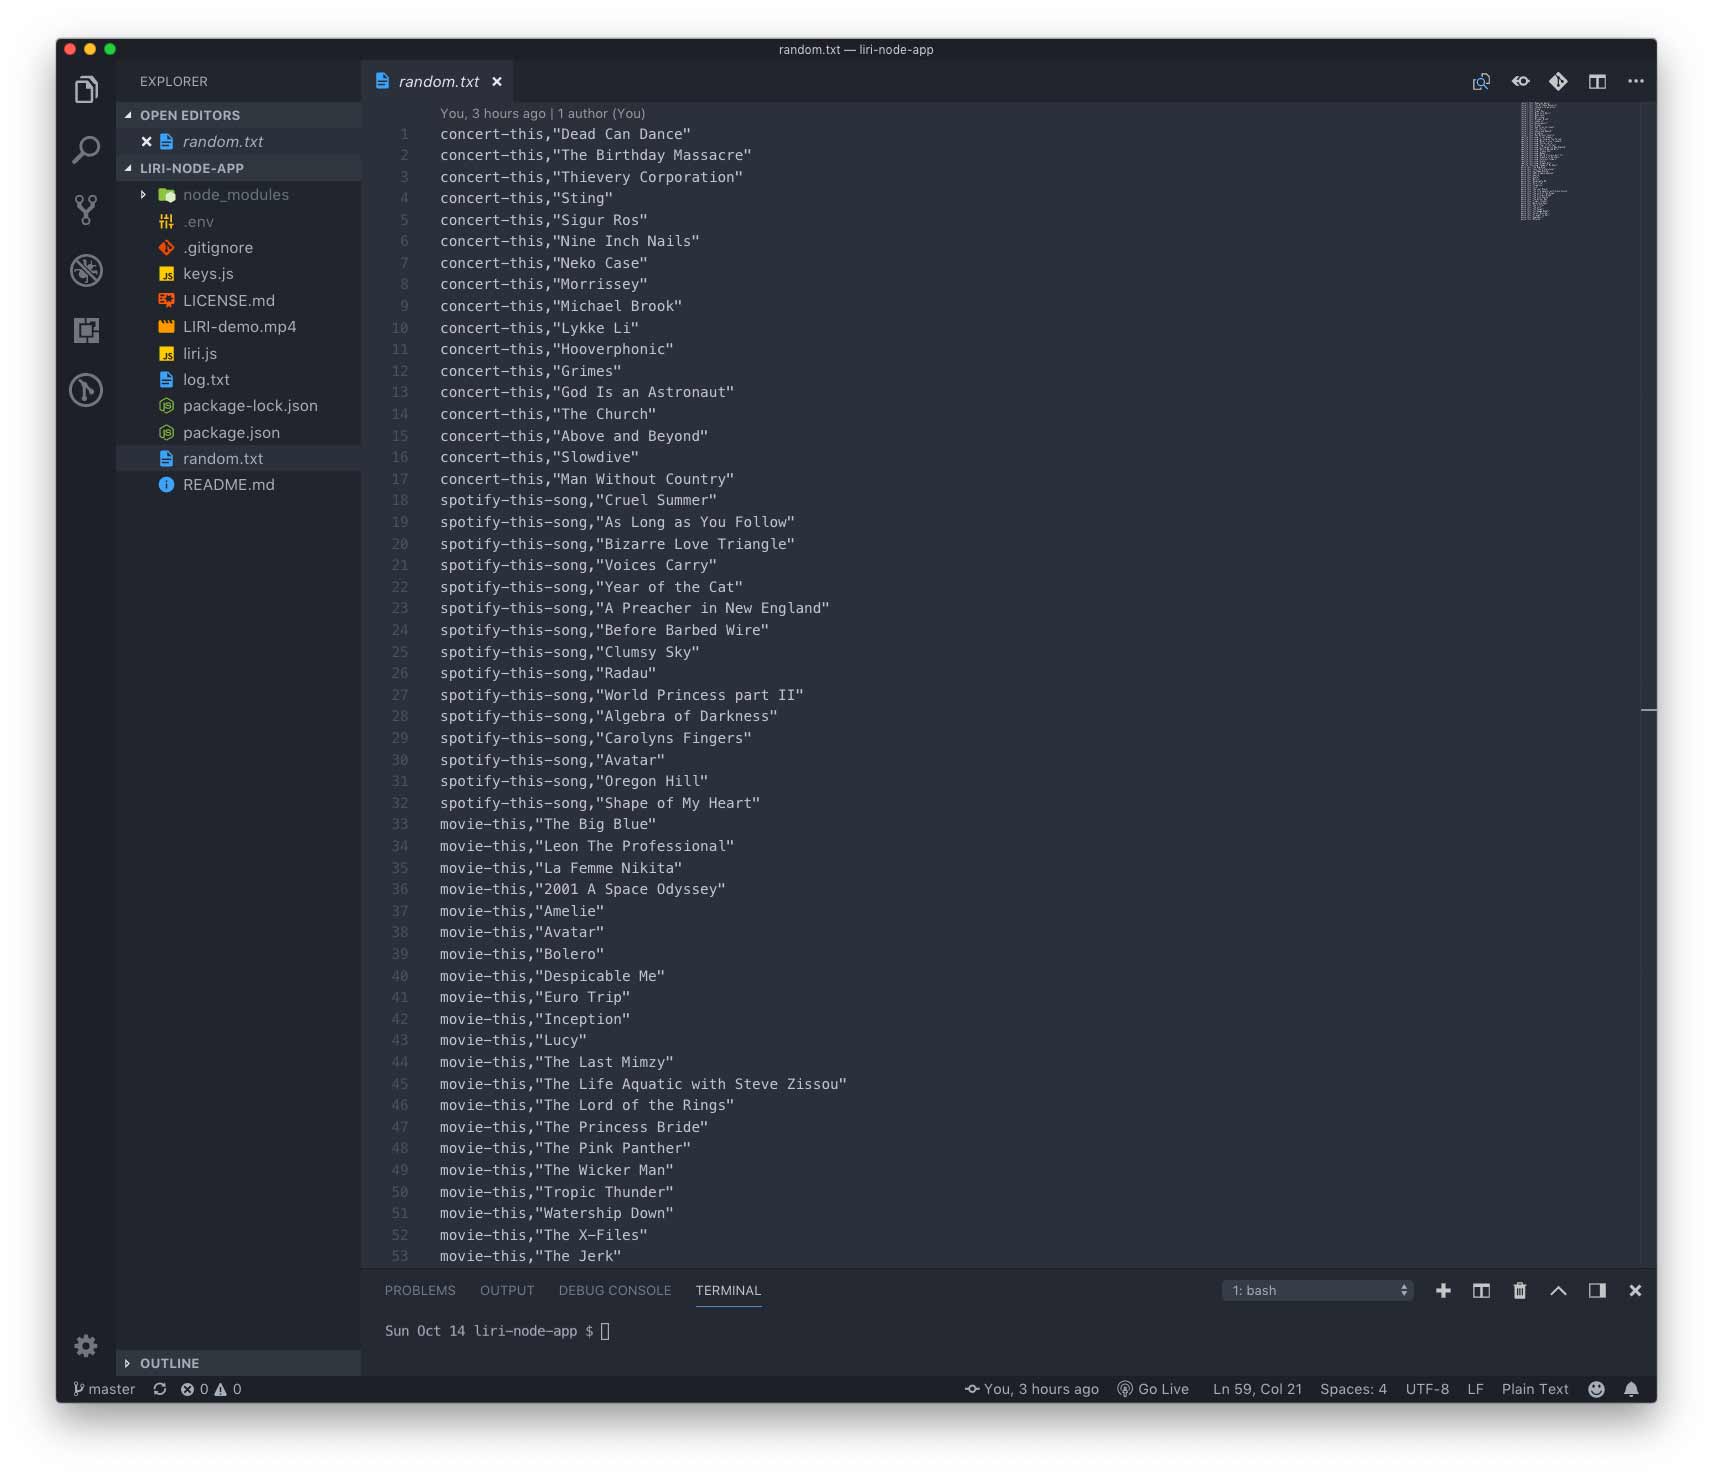 random.txt — liri-node-app
EXPLORER
OPEN EDITORS
random.txt
LIRI-NODE-APP
node_modules
.env
.gitignore
keys.js
LICENSE.md
LIRI-demo.mp4
liri.js
log.txt
package-lock.json
package.json
random.txt
README.md
OUTLINE
random.txt
You, 3 hours ago | 1 author (You)
1 concert-this,"Dead Can Dance"
2 concert-this,"The Birthday Massacre"
3 concert-this,"Thievery Corporation"
4 concert-this,"Sting"
5 concert-this,"Sigur Ros"
6 concert-this,"Nine Inch Nails"
7 concert-this,"Neko Case"
8 concert-this,"Morrissey"
9 concert-this,"Michael Brook"
10 concert-this,"Lykke Li"
11 concert-this,"Hooverphonic"
12 concert-this,"Grimes"
13 concert-this,"God Is an Astronaut"
14 concert-this,"The Church"
15 concert-this,"Above and Beyond"
16 concert-this,"Slowdive"
17 concert-this,"Man Without Country"
18 spotify-this-song,"Cruel Summer"
19 spotify-this-song,"As Long as You Follow"
20 spotify-this-song,"Bizarre Love Triangle"
21 spotify-this-song,"Voices Carry"
22 spotify-this-song,"Year of the Cat"
23 spotify-this-song,"A Preacher in New England"
24 spotify-this-song,"Before Barbed Wire"
25 spotify-this-song,"Clumsy Sky"
26 spotify-this-song,"Radau"
27 spotify-this-song,"World Princess part II"
28 spotify-this-song,"Algebra of Darkness"
29 spotify-this-song,"Carolyns Fingers"
30 spotify-this-song,"Avatar"
31 spotify-this-song,"Oregon Hill"
32 spotify-this-song,"Shape of My Heart"
33 movie-this,"The Big Blue"
34 movie-this,"Leon The Professional"
35 movie-this,"La Femme Nikita"
36 movie-this,"2001 A Space Odyssey"
37 movie-this,"Amelie"
38 movie-this,"Avatar"
39 movie-this,"Bolero"
40 movie-this,"Despicable Me"
41 movie-this,"Euro Trip"
42 movie-this,"Inception"
43 movie-this,"Lucy"
44 movie-this,"The Last Mimzy"
45 movie-this,"The Life Aquatic with Steve Zissou"
46 movie-this,"The Lord of the Rings"
47 movie-this,"The Princess Bride"
48 movie-this,"The Pink Panther"
49 movie-this,"The Wicker Man"
50 movie-this,"Tropic Thunder"
51 movie-this,"Watership Down"
52 movie-this,"The X-Files"
53 movie-this,"The Jerk"
PROBLEMS OUTPUT DEBUG CONSOLE TERMINAL 1: bash
Sun Oct 14 liri-node-app $
master 0 0 You, 3 hours ago Go Live Ln 59, Col 21 Spaces: 4 UTF-8 LF Plain Text